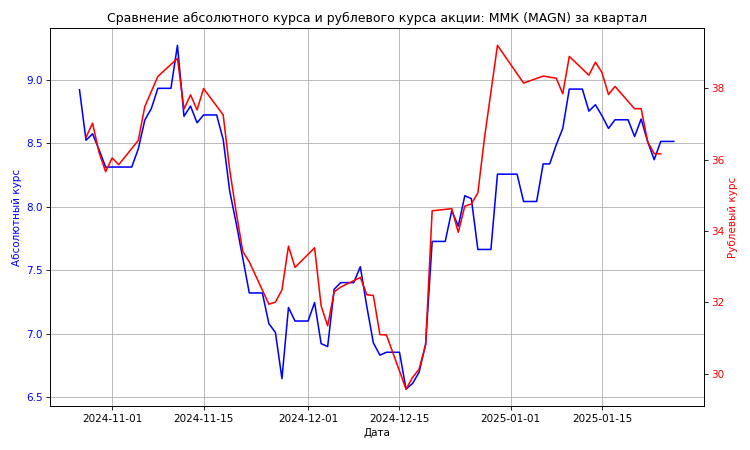 Сравнение абсолютного курса и рублевого курса акции: ММК (MAGN) за квартал
Абсолютный курс
9.0
8.5
8.0
7.5
7.0
6.5
38
36
34
32
30
Рублевый курс
2024-11-01 2024-11-15 2024-12-01 2024-12-15 2025-01-01 2025-01-15
Дата